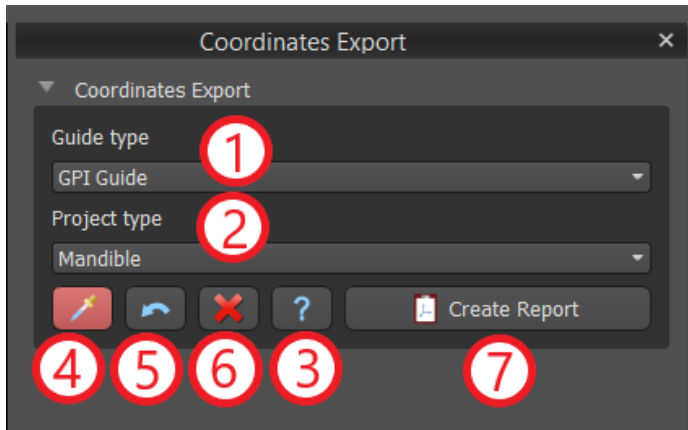 Coordinates Export ×
Coordinates Export
Guide type
1
GPI Guide
Project type
2
Mandible
? Create Report
4 5 6 3 7